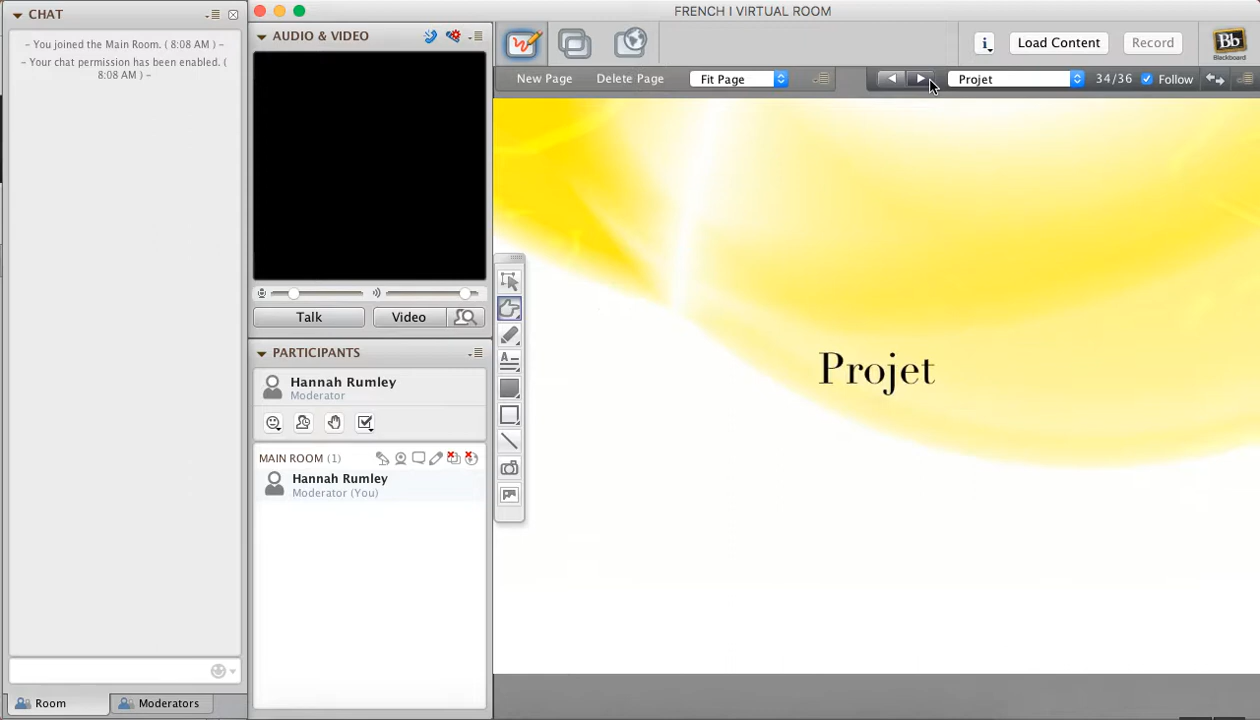 CHAT
– You joined the Main Room. ( 8:08 AM ) –
– Your chat permission has been enabled. (
8:08 AM ) –
Room
Moderators
AUDIO & VIDEO
Talk
Video
PARTICIPANTS
Hannah Rumley
Moderator
MAIN ROOM (1)
Hannah Rumley
Moderator (You)
FRENCH I VIRTUAL ROOM
Load Content
Record
Bb
Blackboard
New Page
Delete Page
Fit Page
Projet
34/36
Follow
Projet